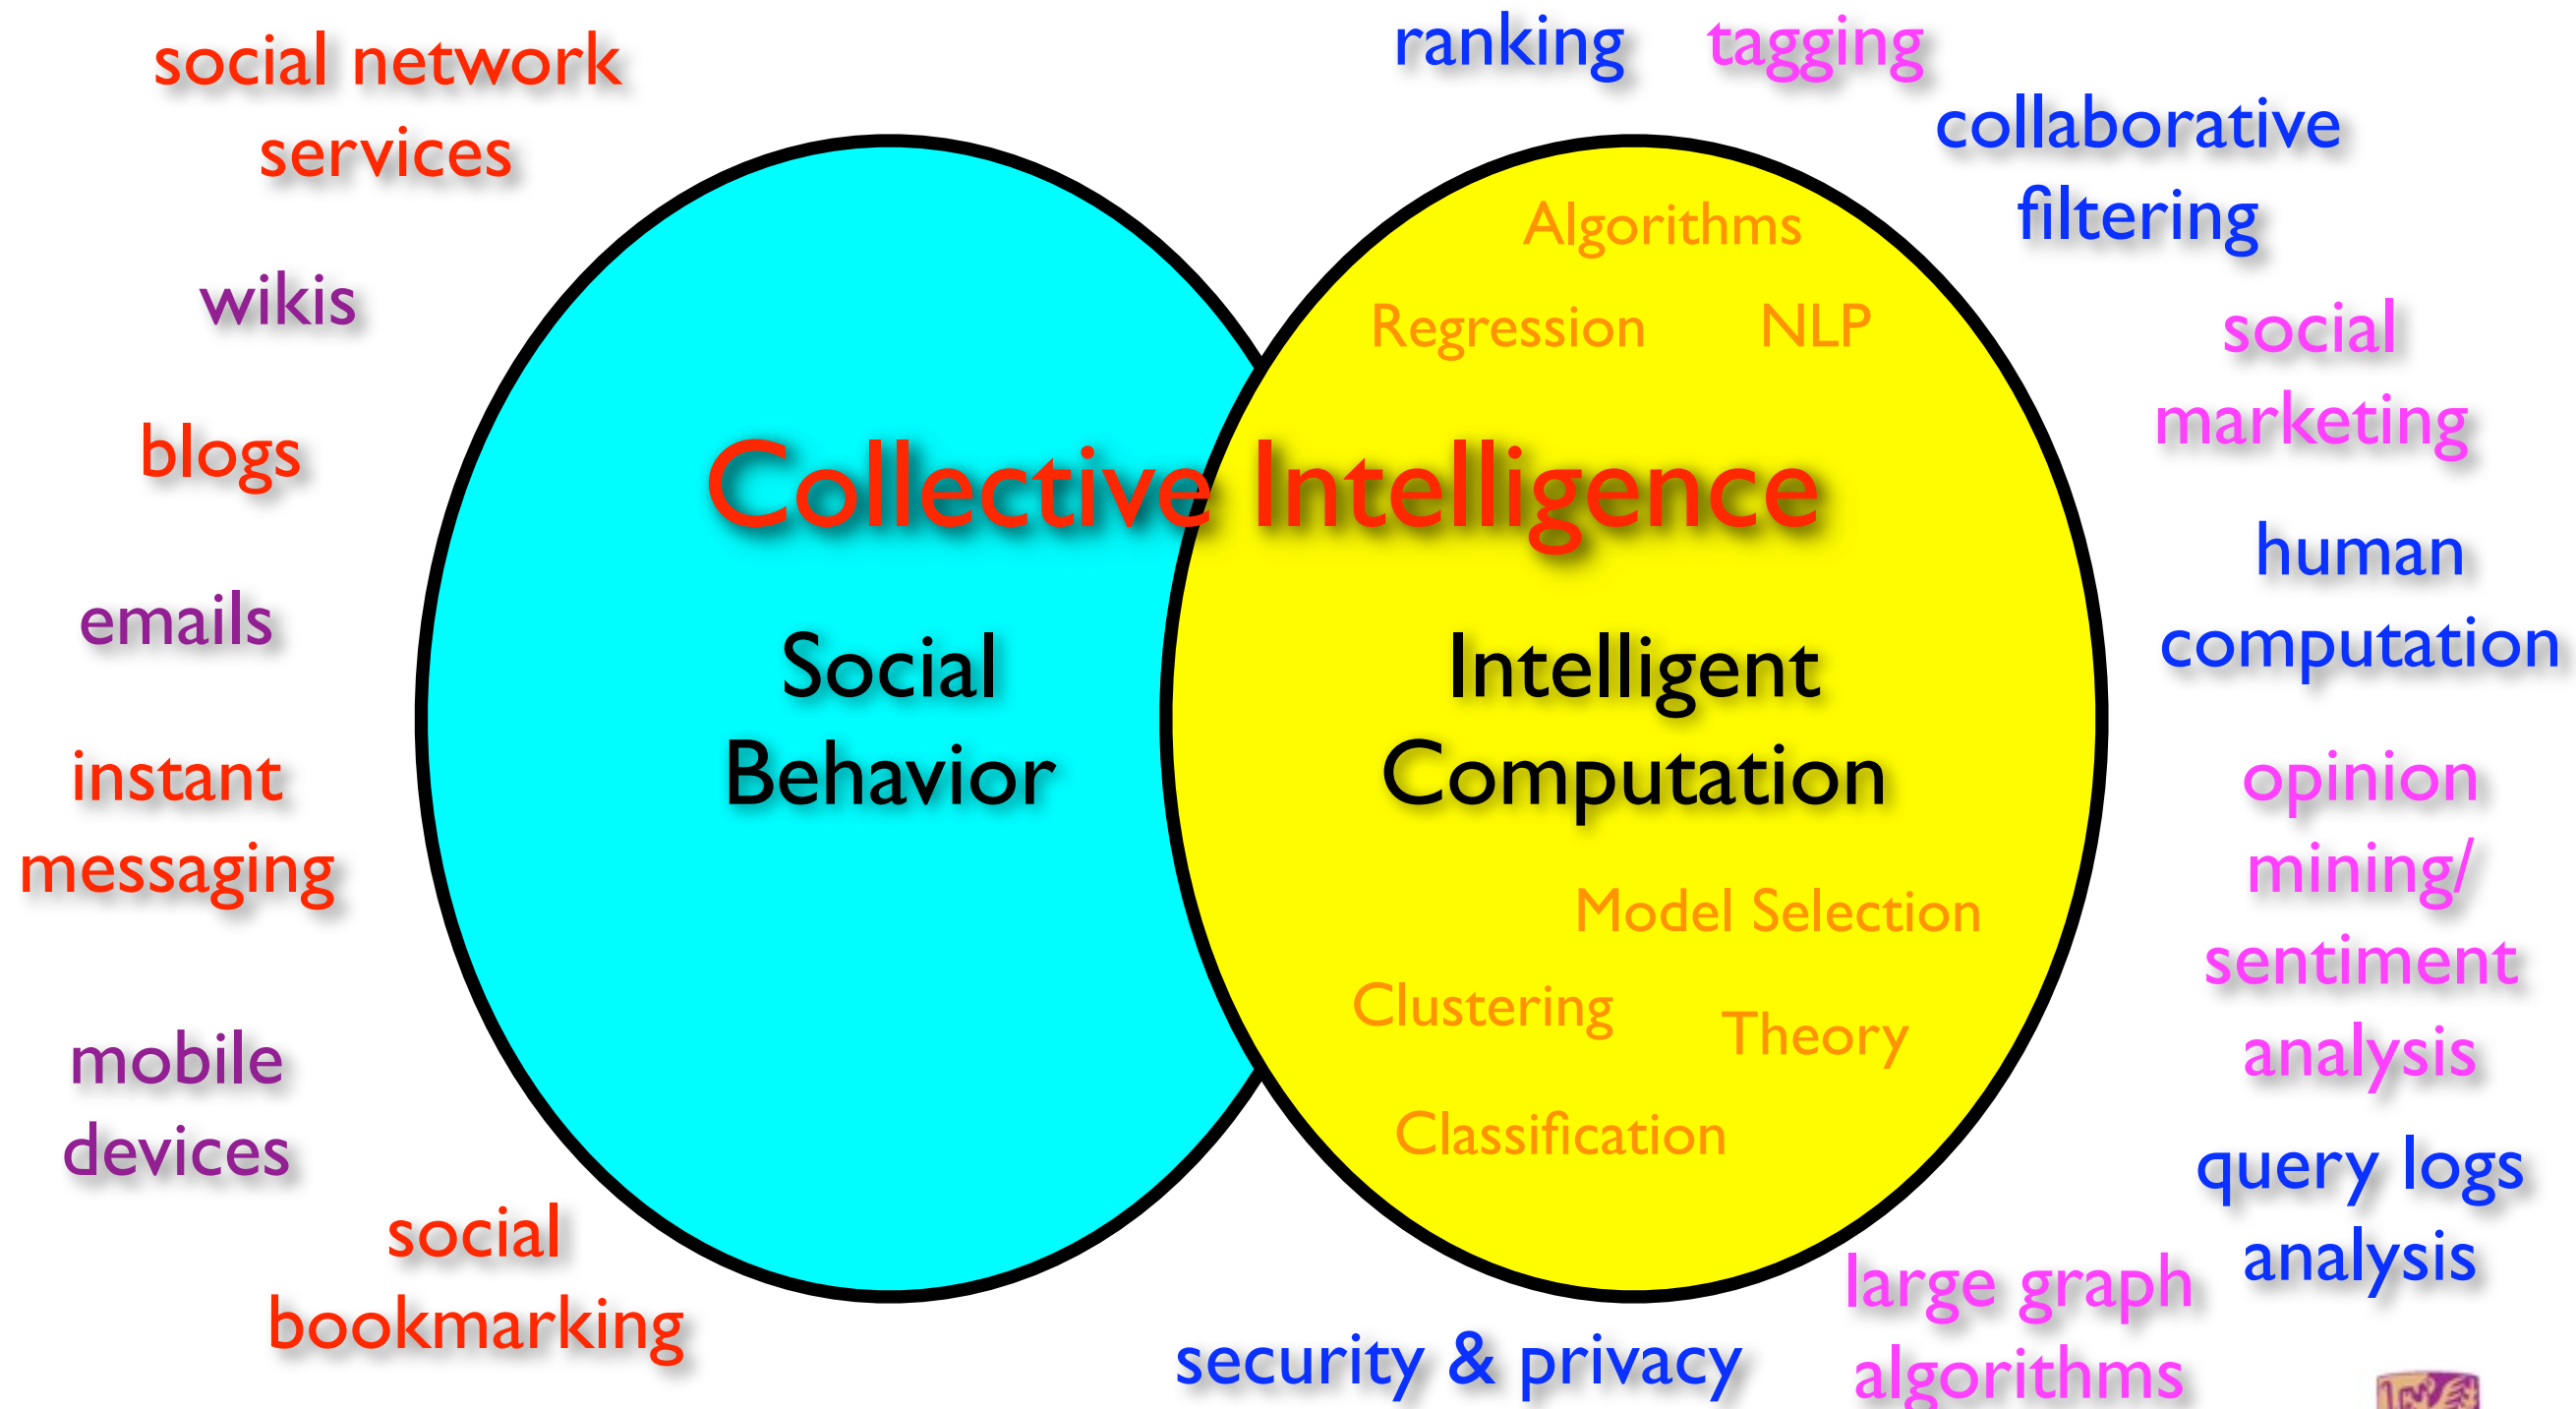 social network
services
wikis
blogs
emails
instant
messaging
mobile
devices
social
bookmarking
Collective Intelligence
Social
Behavior
Algorithms
Regression NLP
Intelligent
Computation
Model Selection
Clustering
Theory
Classification
ranking tagging
collaborative
filtering
social
marketing
human
computation
opinion
mining/
sentiment
analysis
query logs
analysis
large graph
algorithms
security & privacy